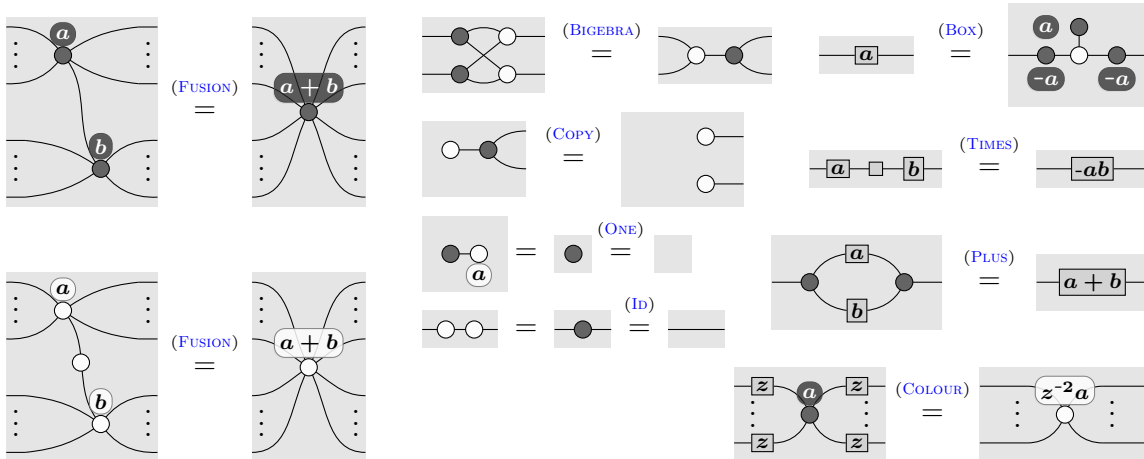 a
b
(FUSION)
=
a + b
(BIGEBRA)
=
a
(BOX)
=
a
-a
-a
(COPY)
=
a
b
(TIMES)
=
-ab
=
(ONE)
=
a
a
b
(PLUS)
=
a + b
=
(ID)
=
a
b
(FUSION)
=
a + b
z
z
a
z
z
(COLOUR)
=
z⁻²a